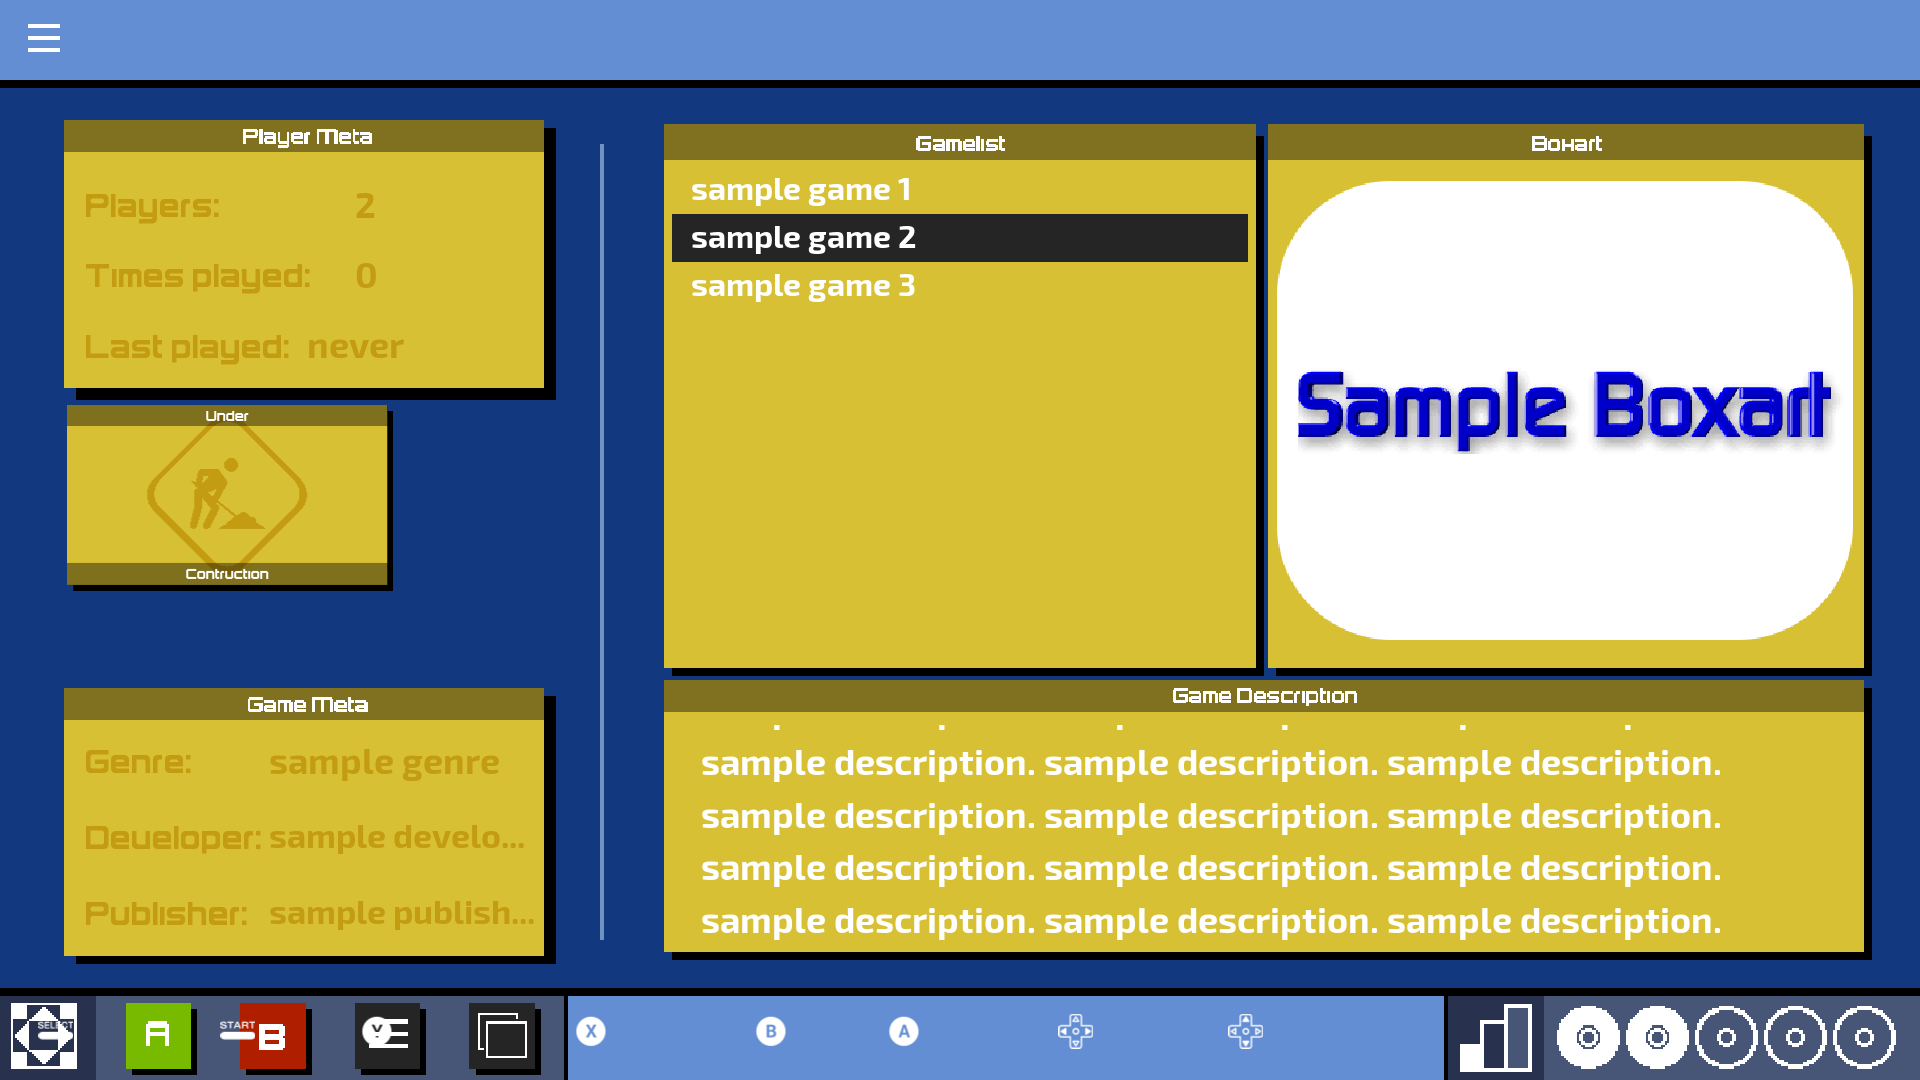 Player Meta
Players: 2
Times played: 0
Last played: never
Under
Contruction
Game Meta
Genre: sample genre
Developer: sample develo...
Publisher: sample publish...
Gamelist
sample game 1
sample game 2
sample game 3
Boxart
Sample Boxart
Game Description
sample description. sample description. sample description.
sample description. sample description. sample description.
sample description. sample description. sample description.
sample description. sample description. sample description.
SELECT
A
START
B
Y
X
B
A